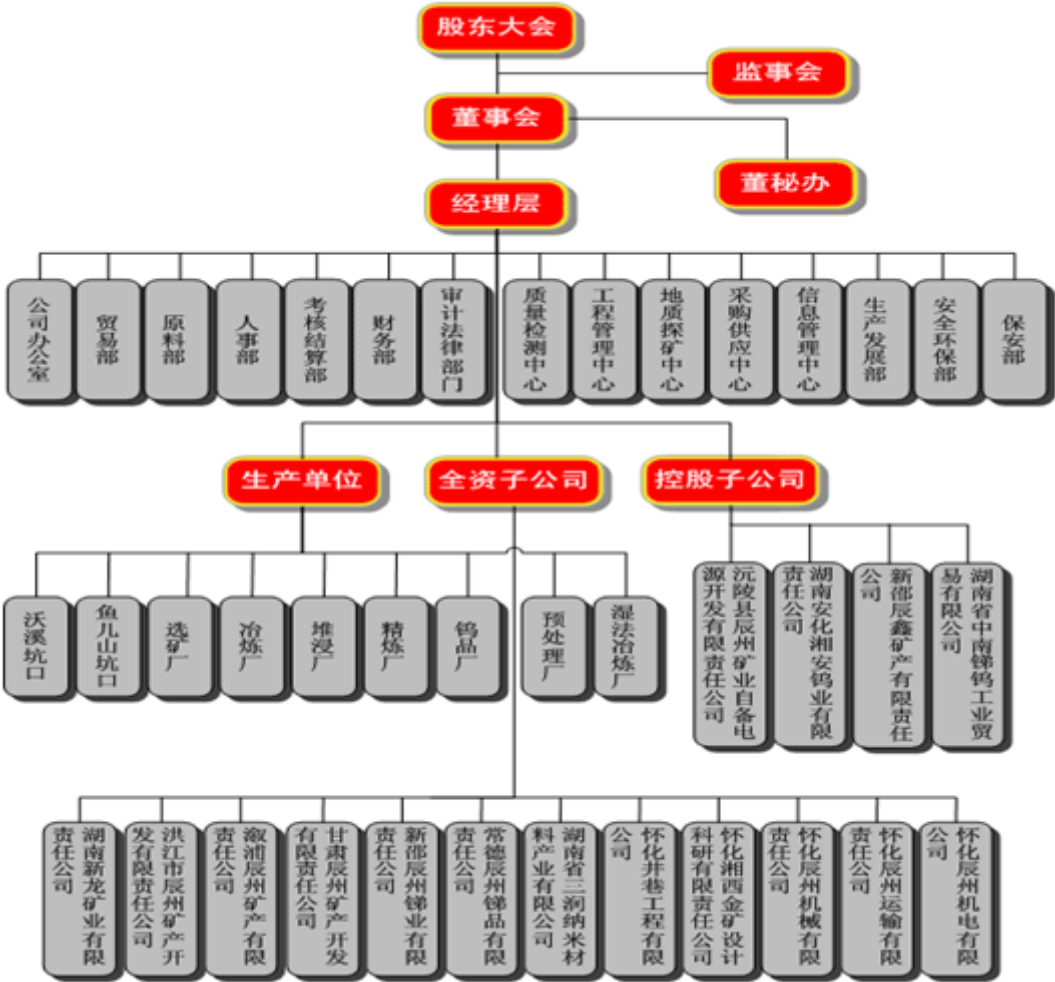 股东大会
监事会
董事会
董秘办
经理层
公司办公室
贸易部
原料部
人事部
考核结算部
财务部
审计法律部门
质量检测中心
工程管理中心
地质探矿中心
采购供应中心
信息管理中心
生产发展部
安全环保部
保安部
生产单位
全资子公司
控股子公司
沃溪坑口
鱼儿山坑口
选矿厂
冶炼厂
堆浸厂
精炼厂
钨品厂
预处理厂
湿法冶炼厂
沅陵县辰州矿业自备电
源开发有限责任公司
湖南安化湘安钨业有限
责任公司
新邵辰鑫矿产有限责任
公司
湖南省中南锑钨工业贸
易有限公司
湖南新龙矿业有限
责任公司
洪江市辰州矿产开
发有限责任公司
溆浦辰州矿产有限
责任公司
甘肃辰州矿产开发
有限责任公司
新邵辰州锑业有限
责任公司
常德辰州锑品有限
责任公司
湖南省三润纳米材
料产业有限公司
怀化井巷工程有限
公司
怀化湘西金矿设计
科研有限责任公司
怀化辰州机械有限
责任公司
怀化辰州运输有限
责任公司
怀化辰州机电有限
公司